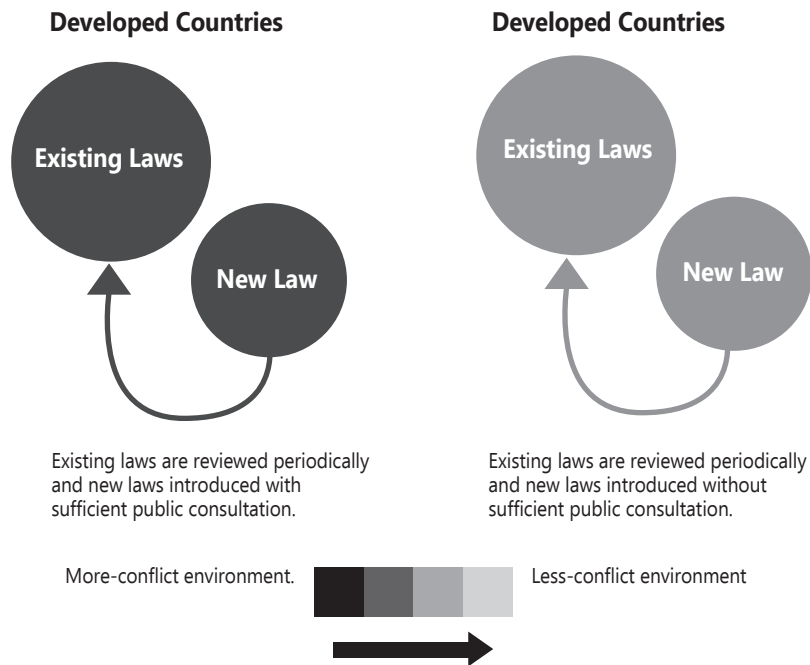 Developed Countries
Developed Countries
Existing Laws
New Law
Existing Laws
New Law
Existing laws are reviewed periodically
and new laws introduced with
sufficient public consultation.
Existing laws are reviewed periodically
and new laws introduced without
sufficient public consultation.
More-conflict environment.
Less-conflict environment